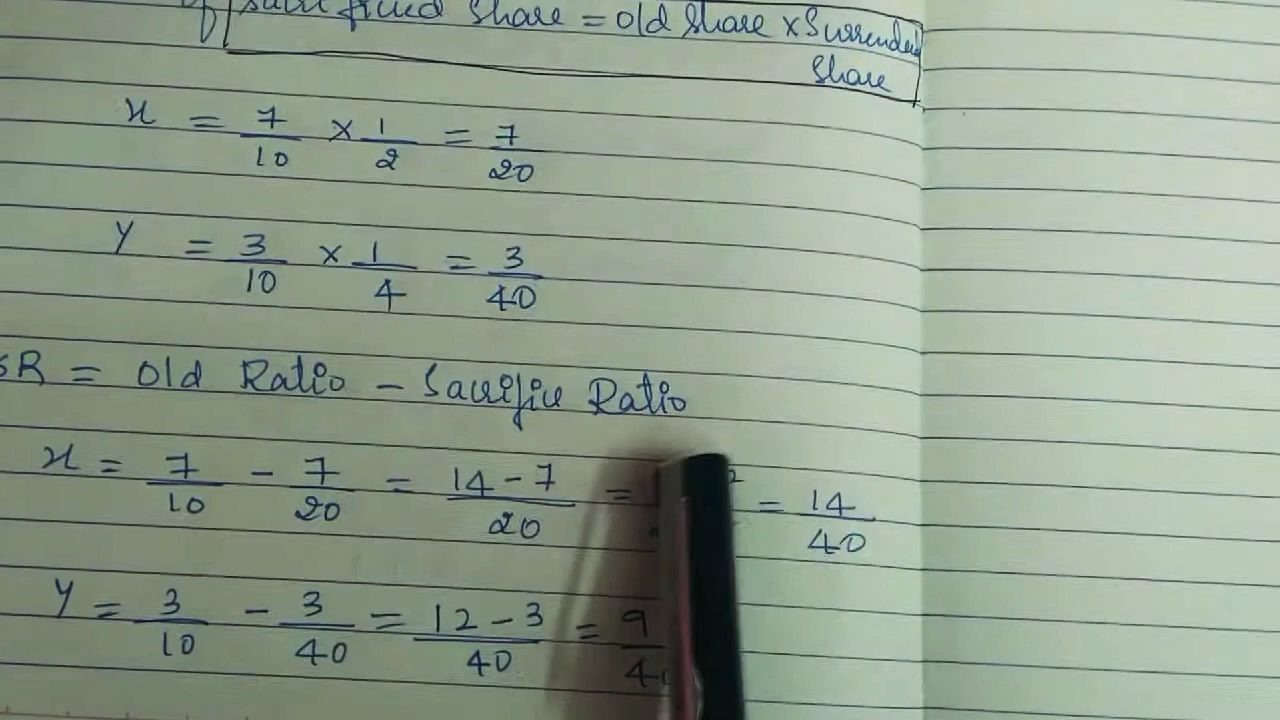 Share = old share × Surrender
Share
x = 7/10 × 1/2 = 7/20
Y = 3/10 × 1/4 = 3/40
SR = Old Ratio – Sacrifice Ratio
x = 7/10 – 7/20 = 14 – 7/20 = = 14/40
Y = 3/10 – 3/40 = 12 – 3/40 = 9/40